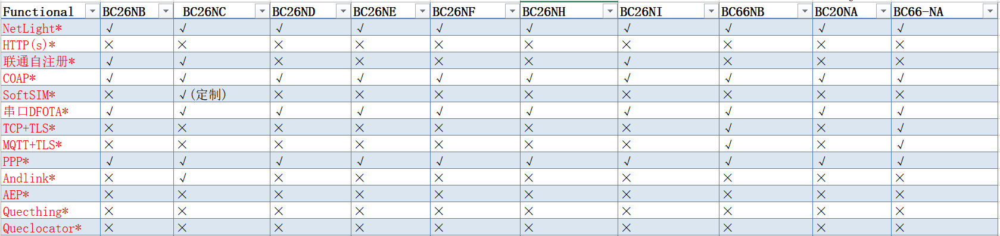 Functional BC26NB BC26NC BC26ND BC26NE BC26NF BC26NH BC26NI BC66NB BC20NA BC66-NA
NetLight* √ √ √ √ √ √ √ √ √ √
HTTP(s)* × × × × × × × × × ×
联通自注册* √ √ × × × × √ × × ×
COAP* √ √ √ √ √ √ √ √ √ √
SoftSIM* × √(定制) × × × × × × × ×
串口DFOTA* √ √ √ √ √ √ √ √ √ √
TCP+TLS* × × × × × × × √ × √
MQTT+TLS* × × × × × × × √ × √
PPP* √ √ √ √ √ √ √ √ √ √
Andlink* × √ × × × × × × × ×
AEP* × × × × × × × × × ×
Quecthing* × × × × × × × × × ×
Queclocator* × × × × × × × × × ×